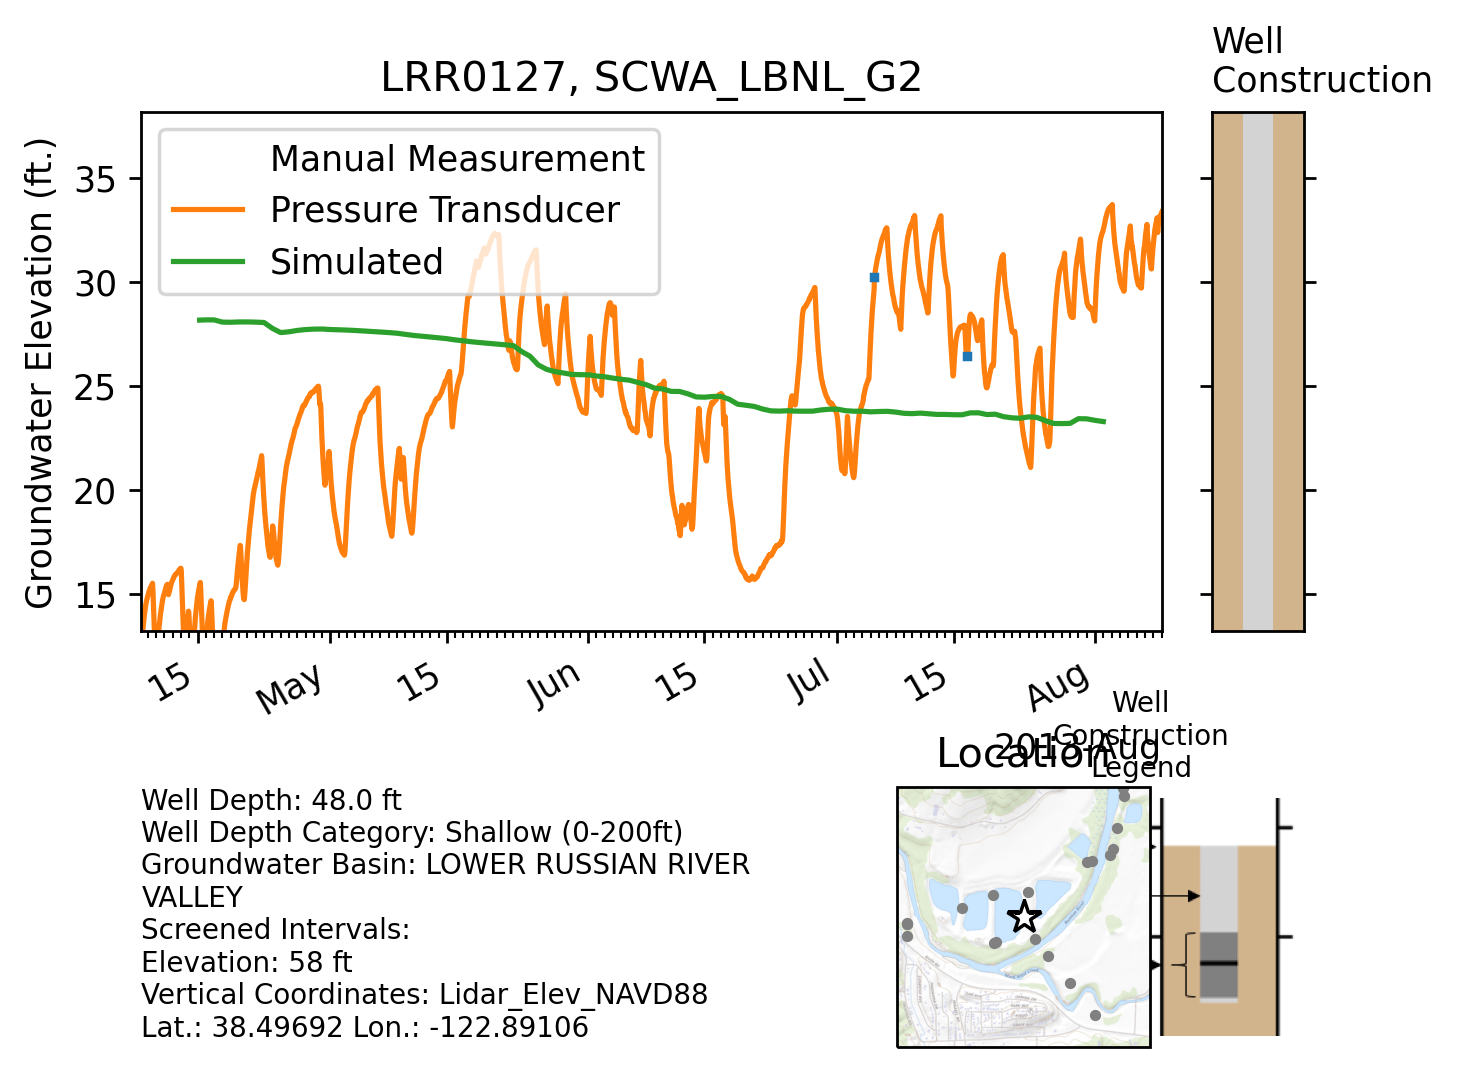 Well
Construction
LRR0127, SCWA_LBNL_G2
Groundwater Elevation (ft.)
35
30
25
20
15
Manual Measurement
Pressure Transducer
Simulated
15
May
15
Jun
15
Jul
15
Aug
2013-Aug
Location
Well
Construction
Legend
Well Depth: 48.0 ft
Well Depth Category: Shallow (0-200ft)
Groundwater Basin: LOWER RUSSIAN RIVER
VALLEY
Screened Intervals:
Elevation: 58 ft
Vertical Coordinates: Lidar_Elev_NAVD88
Lat.: 38.49692 Lon.: -122.89106